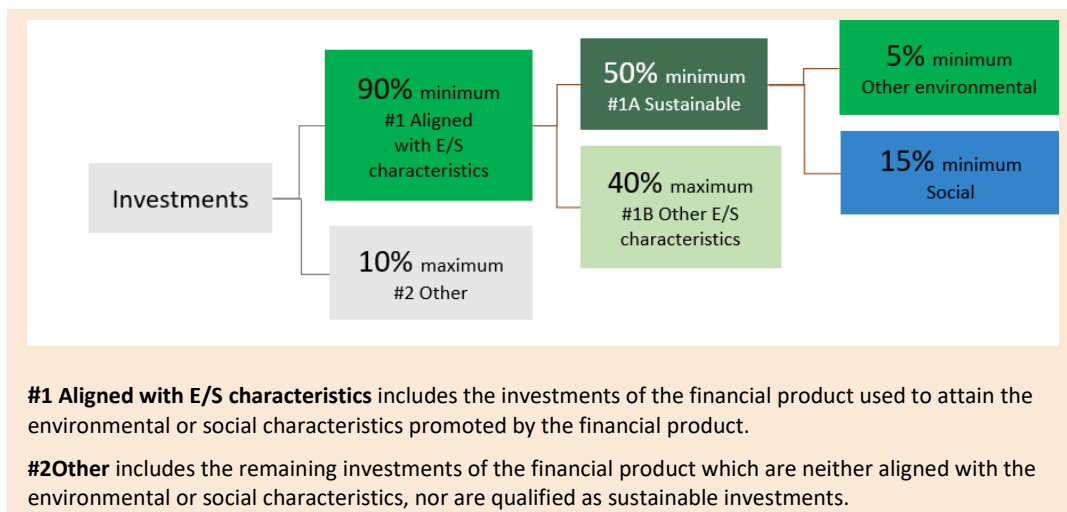 90% minimum
#1 Aligned
with E/S
characteristics
50% minimum
#1A Sustainable
5% minimum
Other environmental
15% minimum
Social
Investments
40% maximum
#1B Other E/S
characteristics
10% maximum
#2 Other
#1 Aligned with E/S characteristics includes the investments of the financial product used to attain the
environmental or social characteristics promoted by the financial product.
#2Other includes the remaining investments of the financial product which are neither aligned with the
environmental or social characteristics, nor are qualified as sustainable investments.